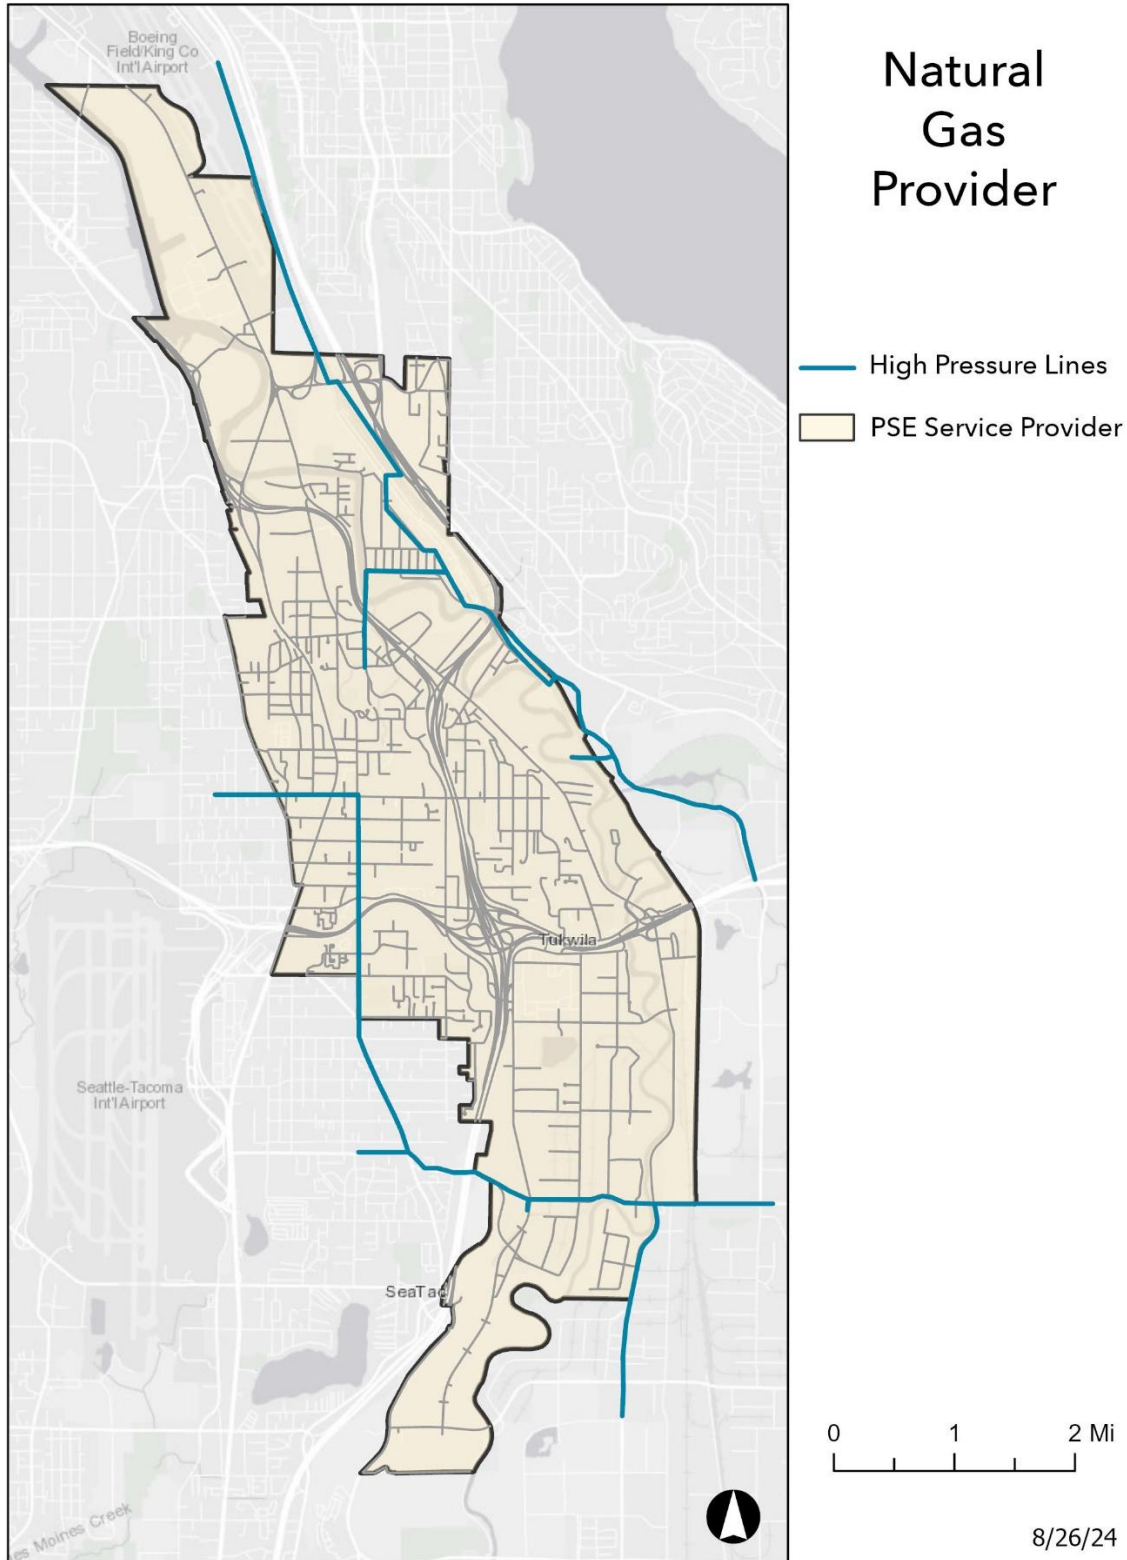 Boeing
Field/King Co
Int'l Airport
Natural
Gas
Provider
High Pressure Lines
PSE Service Provider
Tukwila
Seattle-Tacoma
Int'l Airport
SeaTac
0 1 2 Mi
es Moines Creek
8/26/24